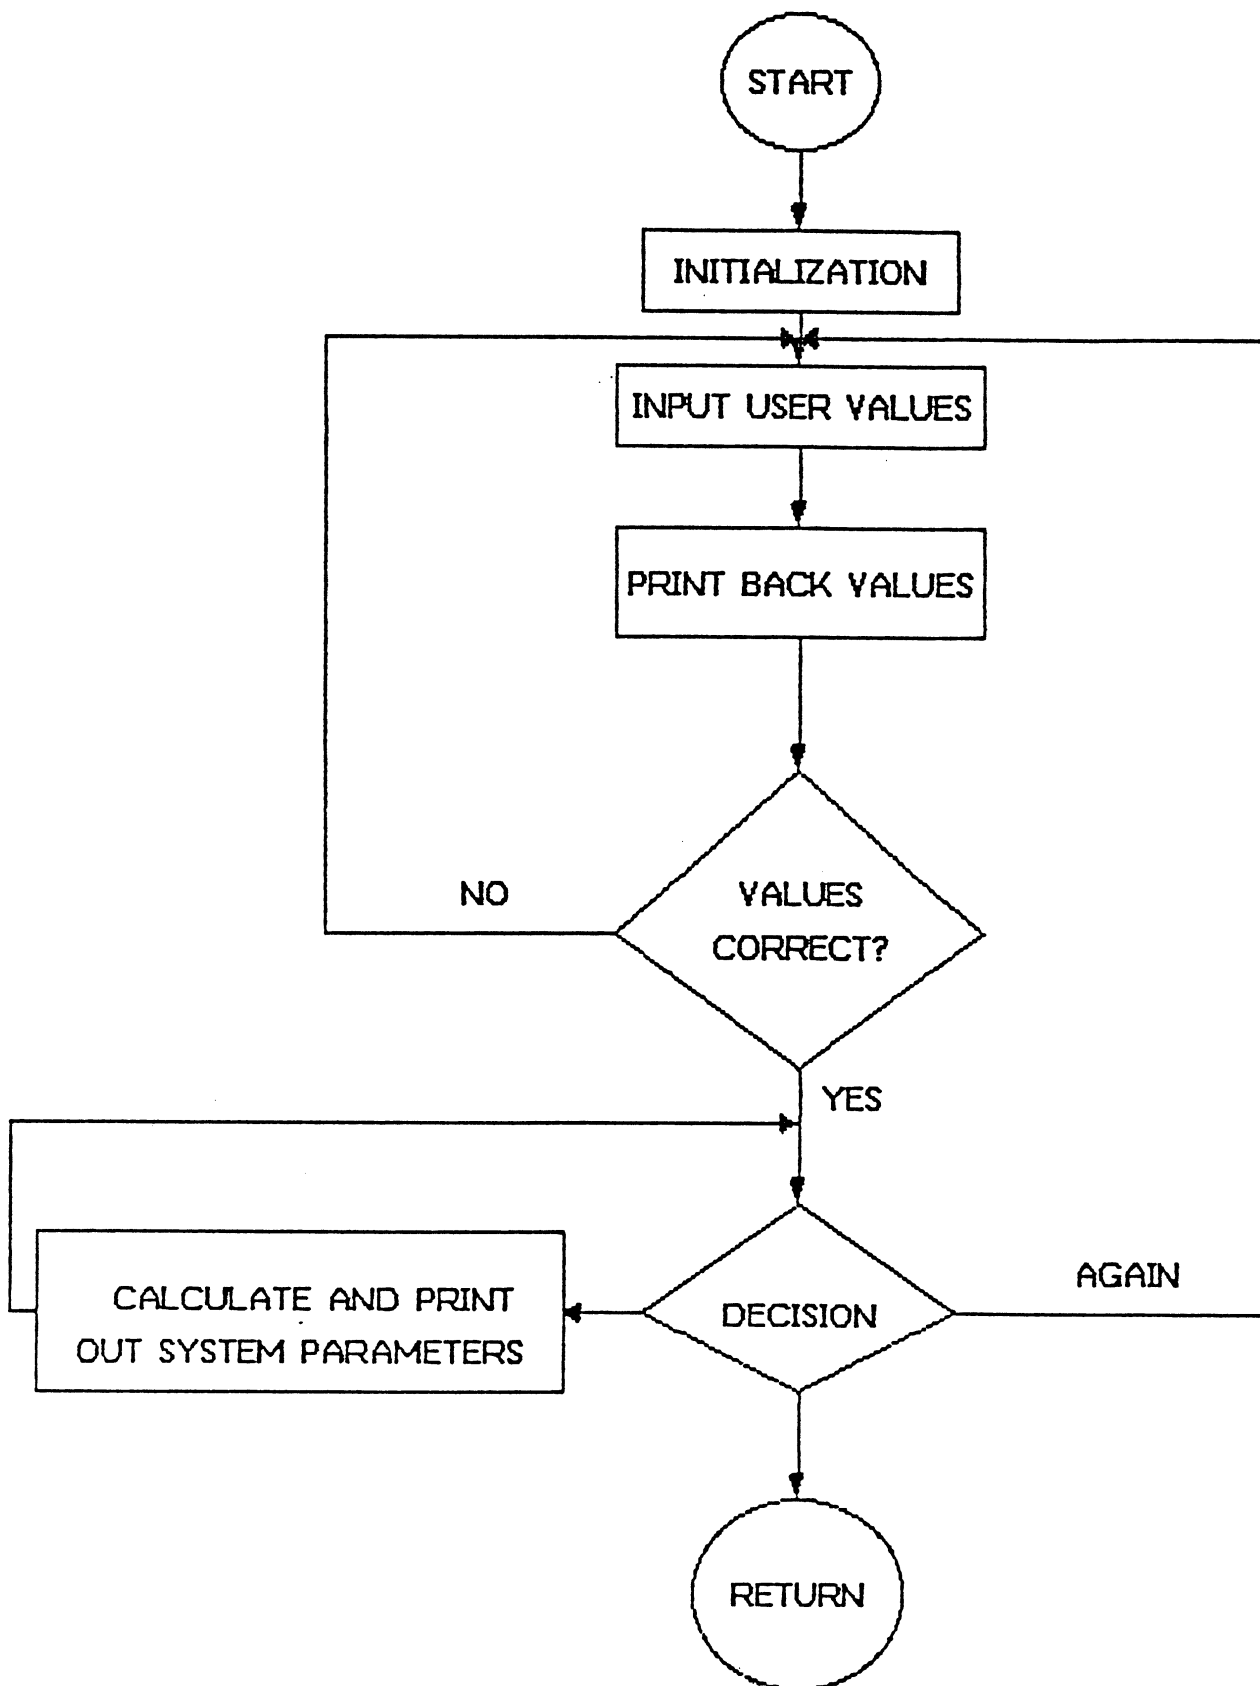 START
INITIALIZATION
INPUT USER VALUES
PRINT BACK VALUES
NO
VALUES
CORRECT?
YES
AGAIN
CALCULATE AND PRINT
OUT SYSTEM PARAMETERS
DECISION
RETURN